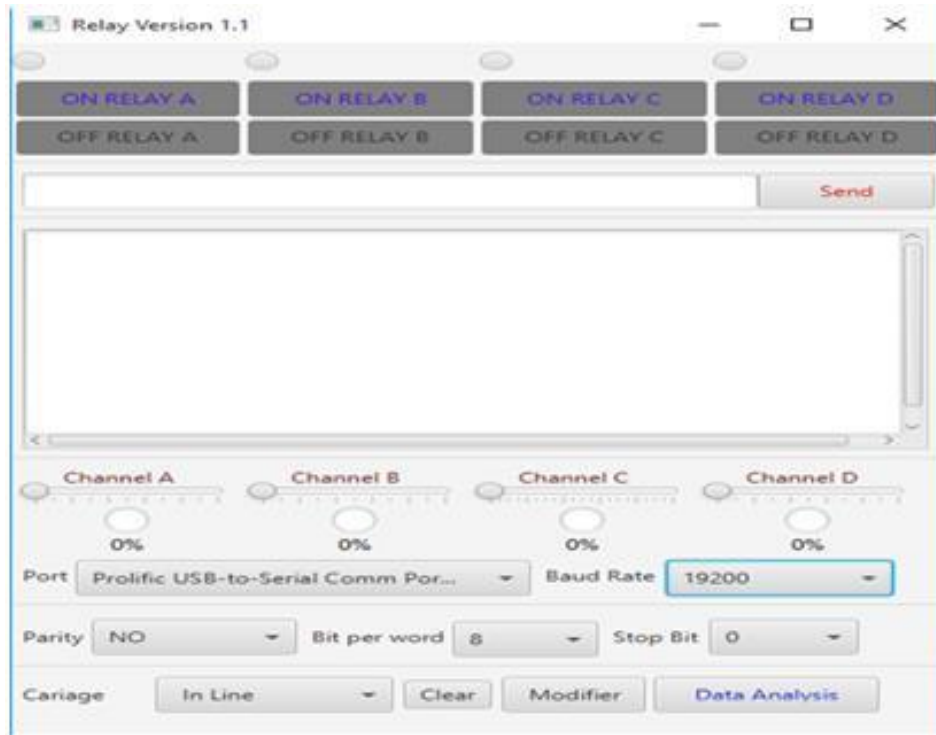 Relay Version 1.1
ON RELAY A ON RELAY B ON RELAY C ON RELAY D
OFF RELAY A OFF RELAY B OFF RELAY C OFF RELAY D
Send
Channel A Channel B Channel C Channel D
0% 0% 0% 0%
Port Prolific USB-to-Serial Comm Por... Baud Rate 19200
Parity NO Bit per word 8 Stop Bit 0
Cariage In Line Clear Modifier Data Analysis